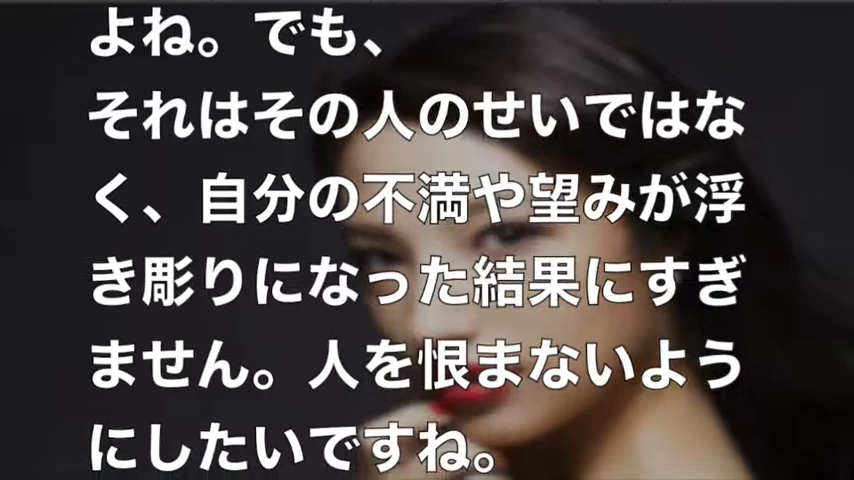 よね。でも、
それはその人のせいではな
く、自分の不満や望みが浮
き彫りになった結果にすぎ
ません。人を恨まないよう
にしたいですね。